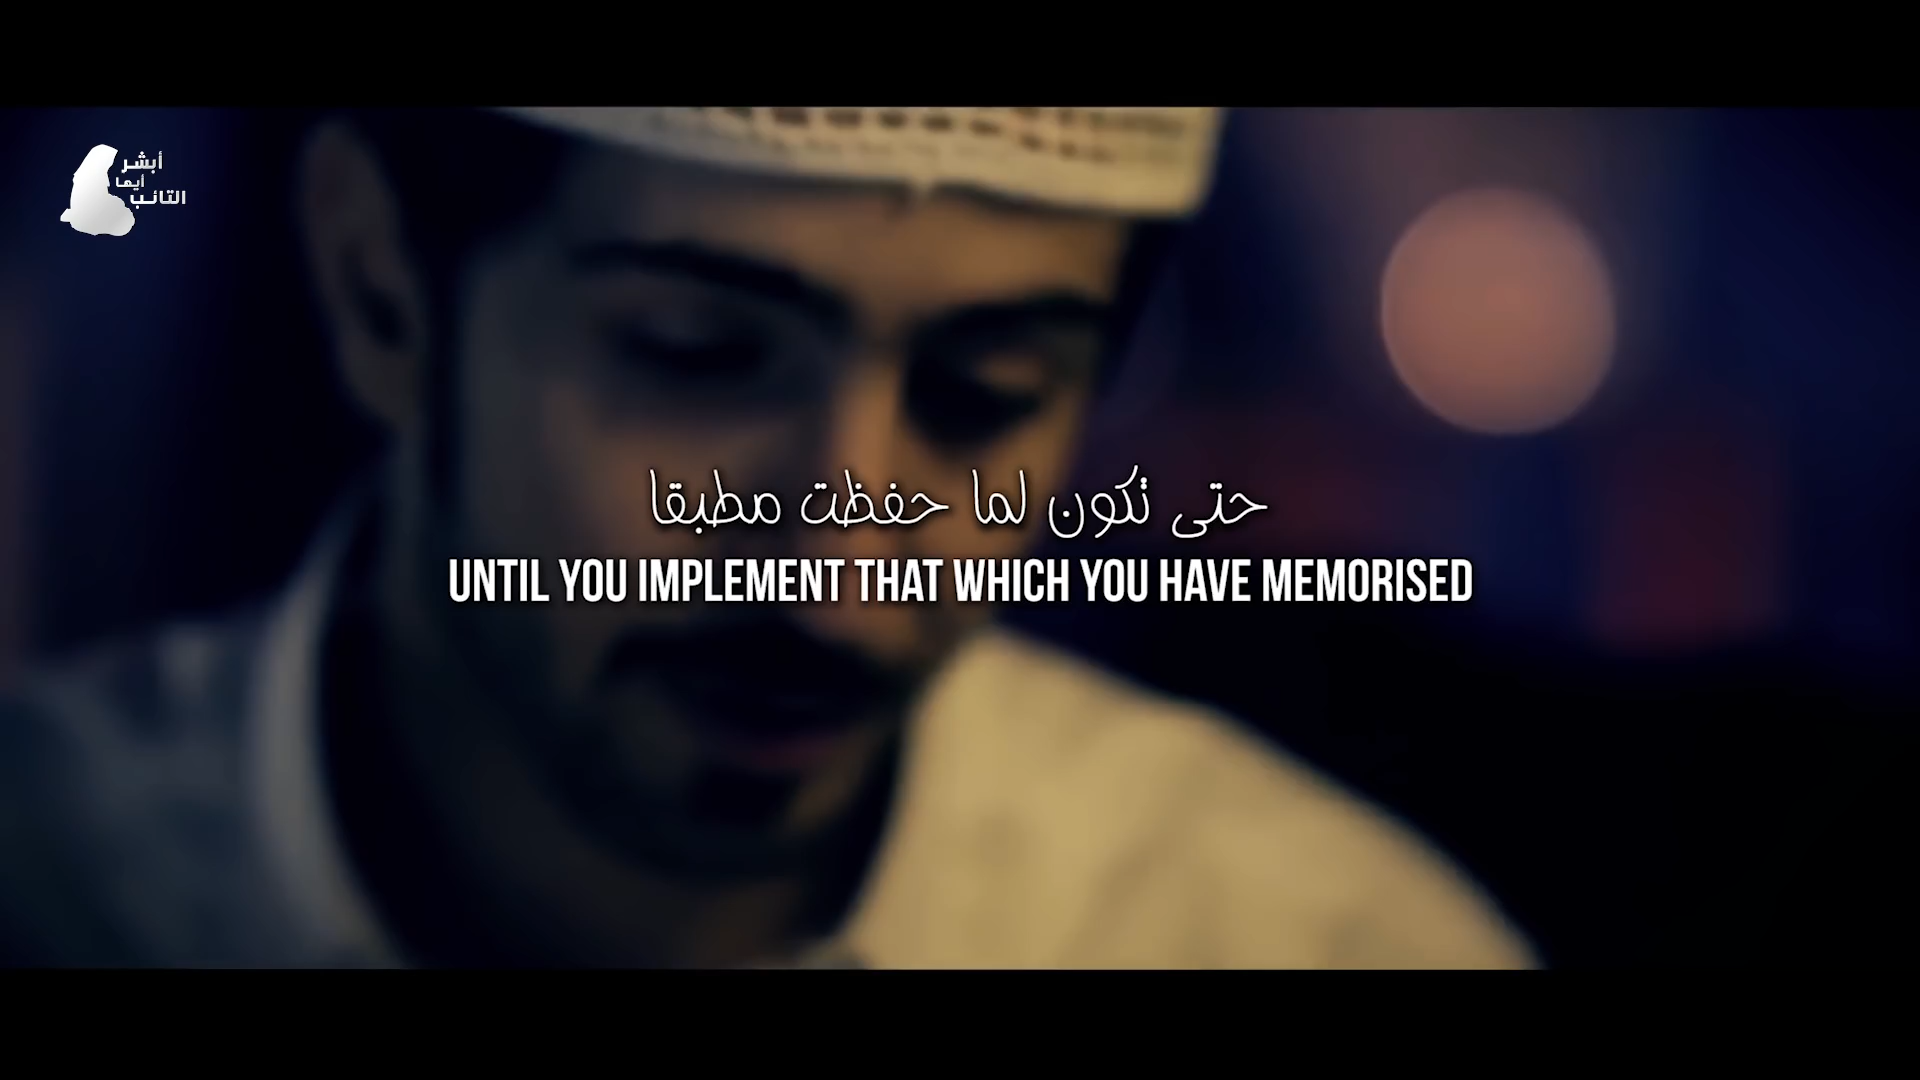 أبشر
أيها
التائب
حتى تكون لما حفظت مطبقا
UNTIL YOU IMPLEMENT THAT WHICH YOU HAVE MEMORISED